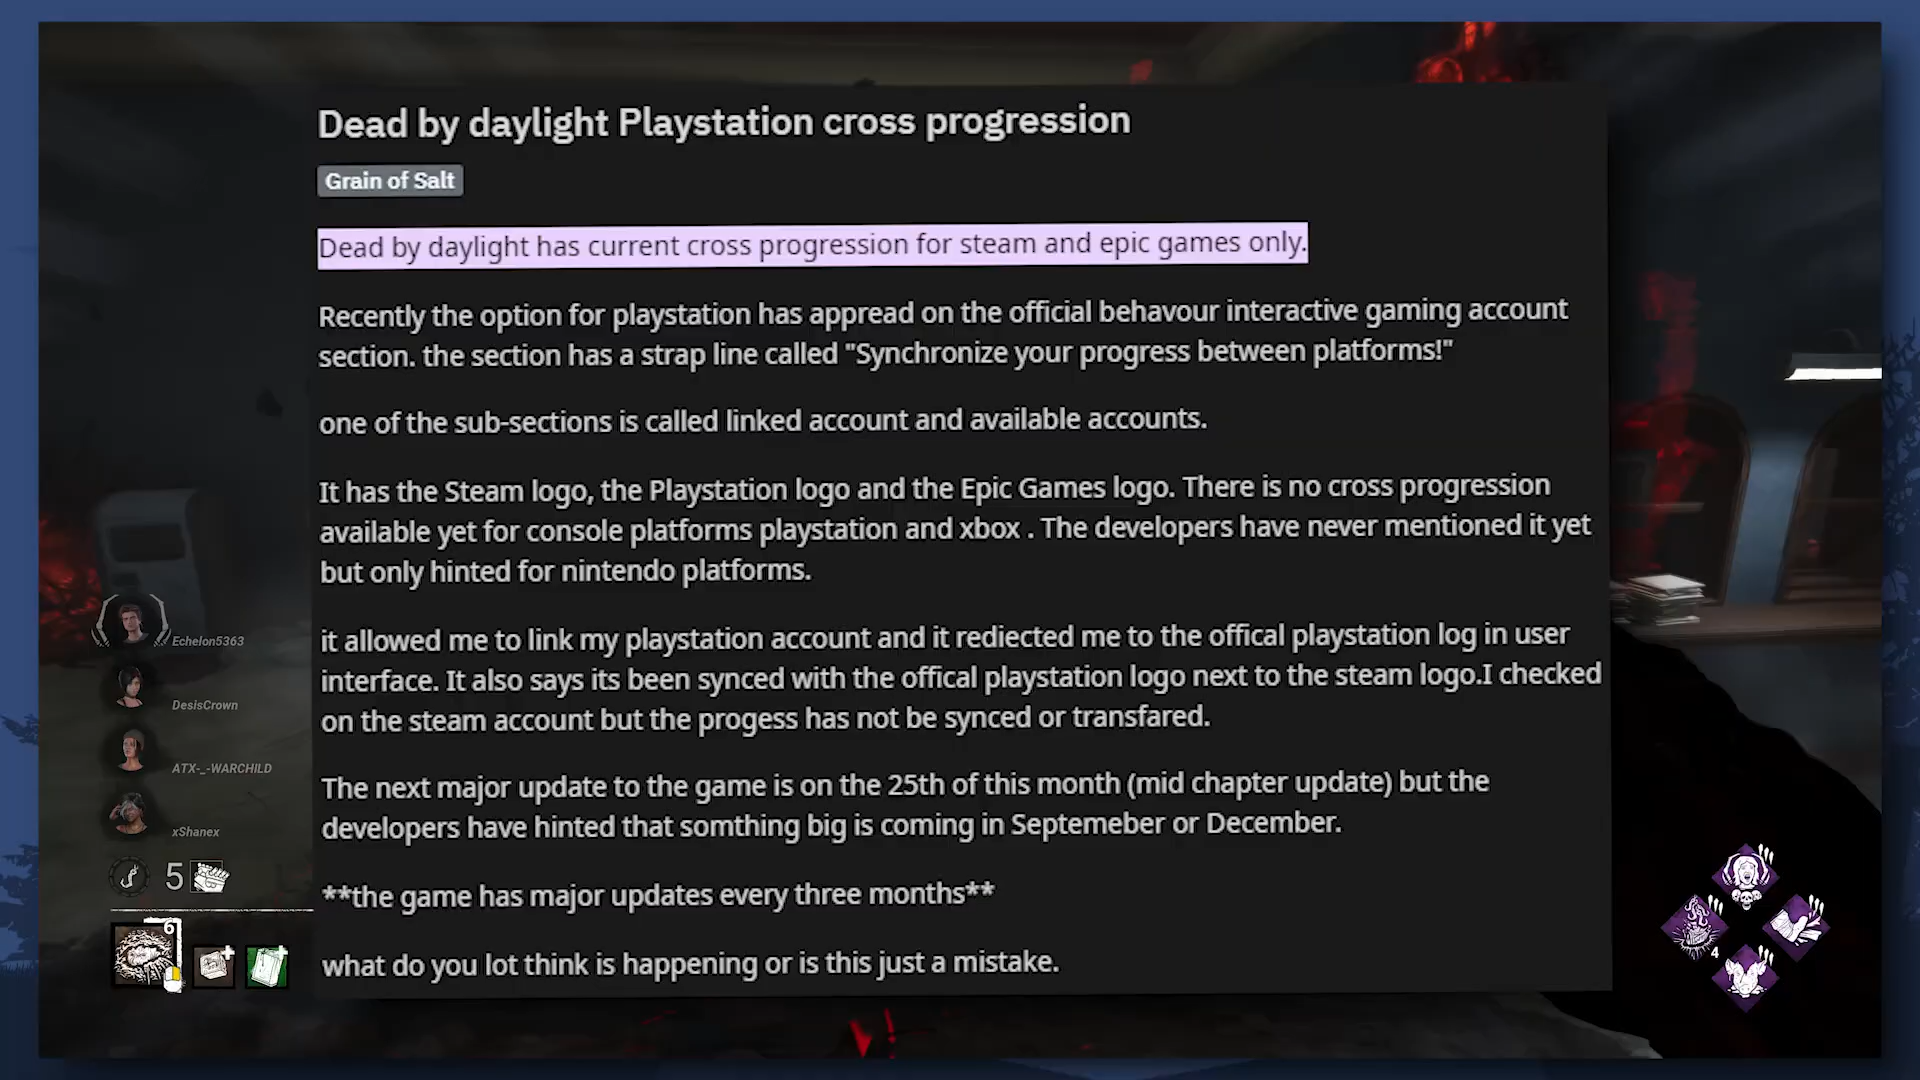 Dead by daylight Playstation cross progression
Grain of Salt
Dead by daylight has current cross progression for steam and epic games only.
Recently the option for playstation has appread on the official behavour interactive gaming account
section. the section has a strap line called "Synchronize your progress between platforms!"
one of the sub-sections is called linked account and available accounts.
It has the Steam logo, the Playstation logo and the Epic Games logo. There is no cross progression
available yet for console platforms playstation and xbox . The developers have never mentioned it yet
but only hinted for nintendo platforms.
it allowed me to link my playstation account and it rediected me to the offical playstation log in user
interface. It also says its been synced with the offical playstation logo next to the steam logo.I checked
on the steam account but the progess has not be synced or transfared.
The next major update to the game is on the 25th of this month (mid chapter update) but the
developers have hinted that somthing big is coming in Septemeber or December.
**the game has major updates every three months**
what do you lot think is happening or is this just a mistake.
Echelon5363
DesisCrown
ATX-_-WARCHILD
xShanex
5
6
4